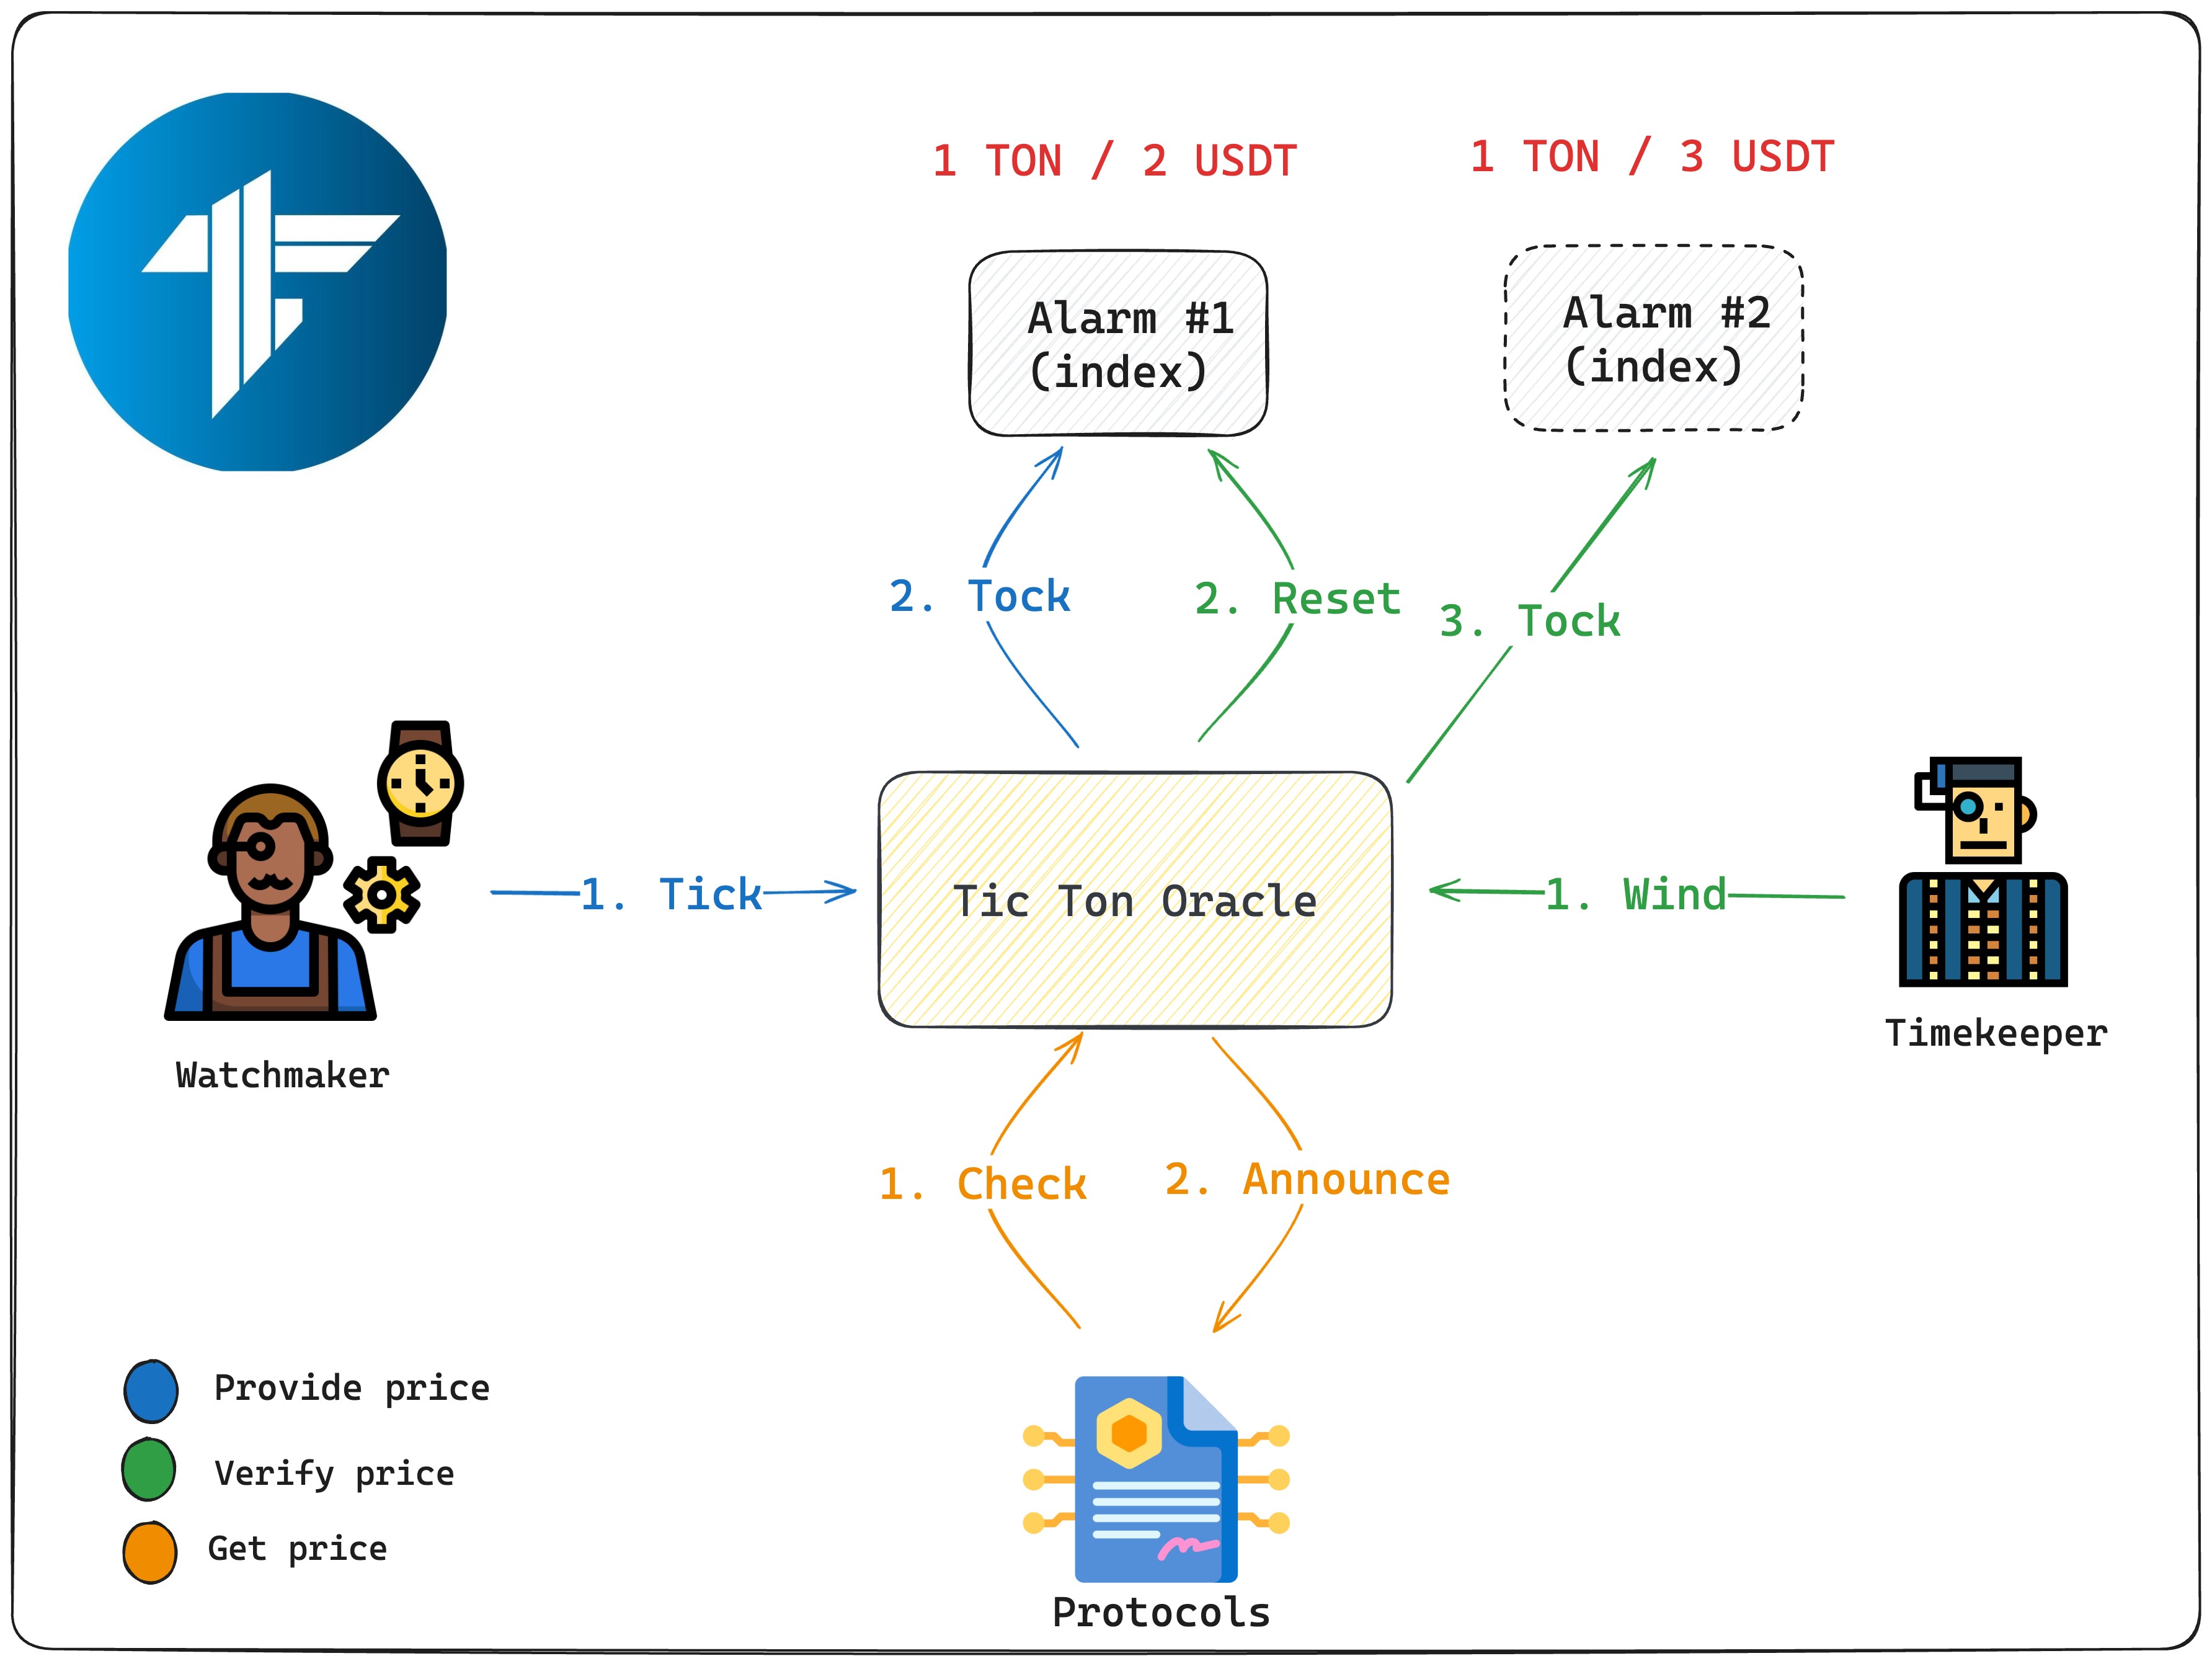 1 TON / 2 USDT
1 TON / 3 USDT
Alarm #1
(index)
Alarm #2
(index)
2. Tock
2. Reset
3. Tock
1. Tick
Tic Ton Oracle
1. Wind
Watchmaker
Timekeeper
1. Check
2. Announce
Provide price
Verify price
Get price
Protocols